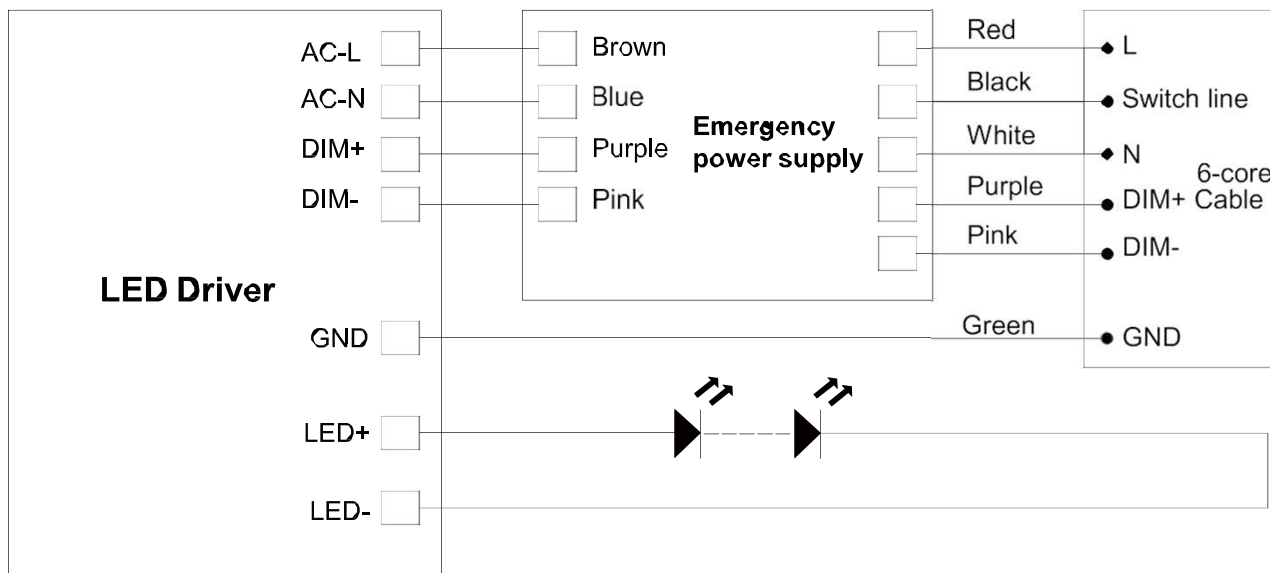 AC-L
AC-N
DIM+
DIM-
LED Driver
GND
LED+
LED-
Brown
Blue
Purple
Pink
Emergency
power supply
Red
Black
White
Purple
Pink
Green
L
Switch line
N
6-core
DIM+ Cable
DIM-
GND